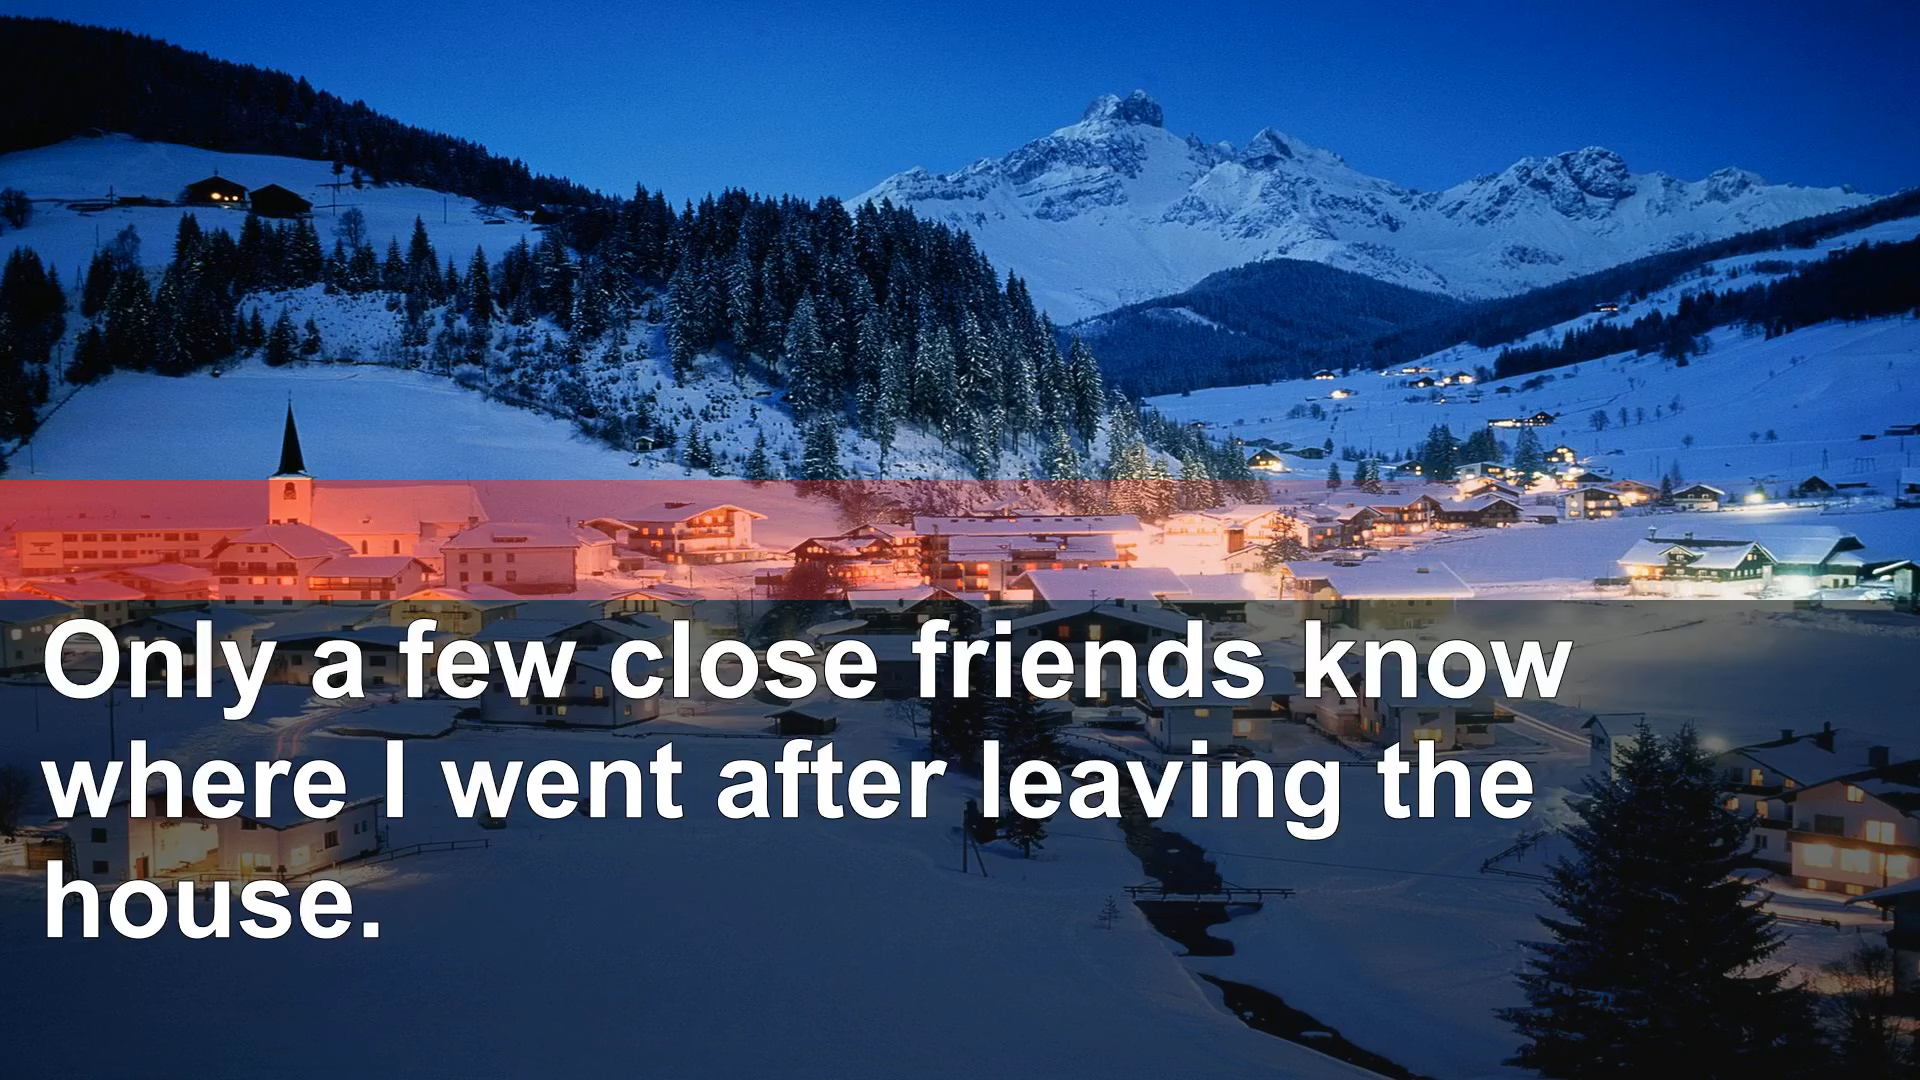 Only a few close friends know
where I went after leaving the
house.